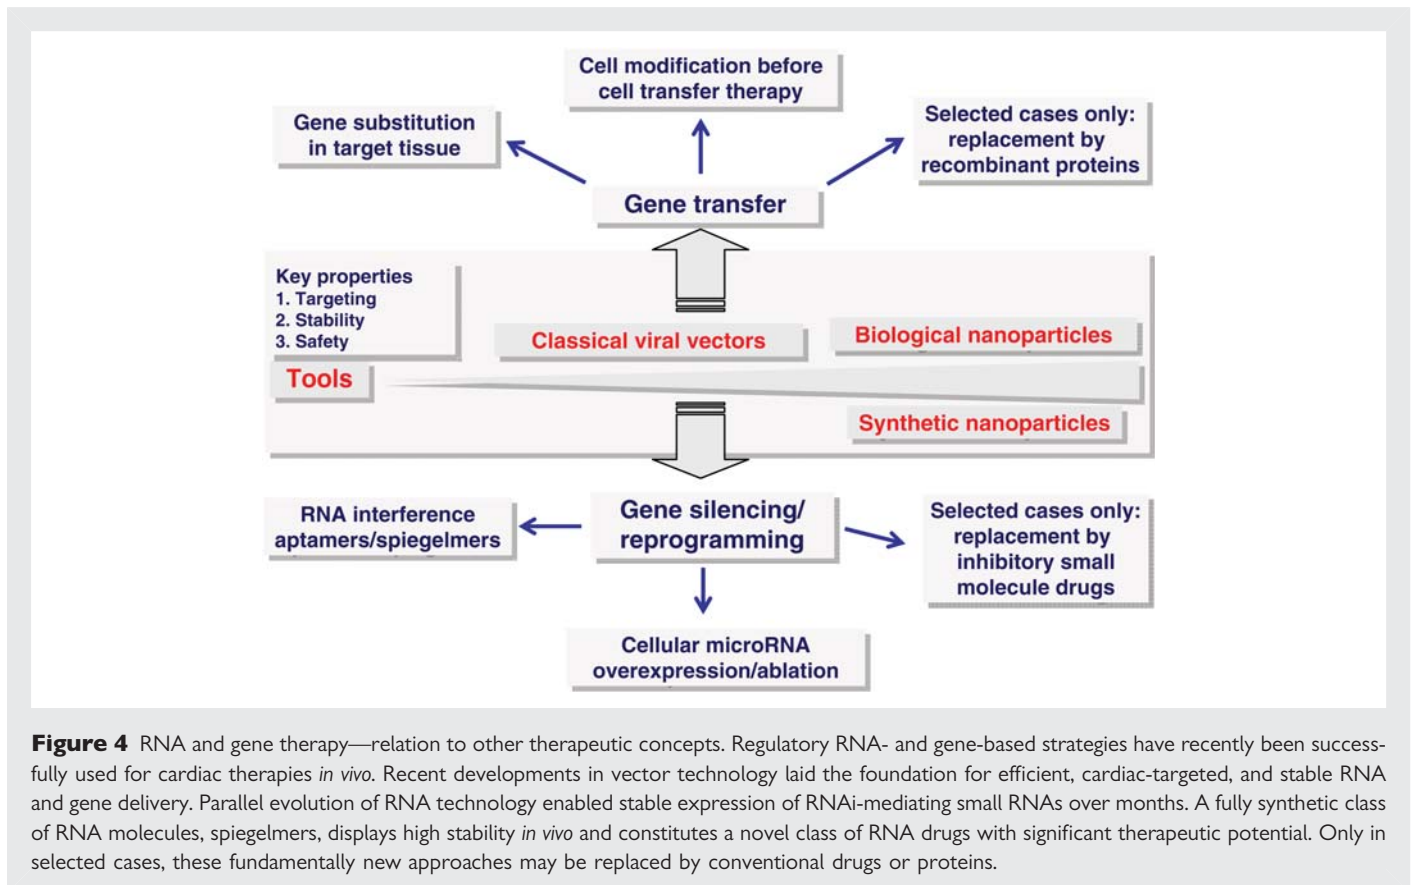 Cell modification before
cell transfer therapy
Gene substitution
in target tissue
Selected cases only:
replacement by
recombinant proteins
Gene transfer
Key properties
1. Targeting
2. Stability
3. Safety
Classical viral vectors
Biological nanoparticles
Tools
Synthetic nanoparticles
RNA interference
aptamers/spiegelmers
Gene silencing/
reprogramming
Selected cases only:
replacement by
inhibitory small
molecule drugs
Cellular microRNA
overexpression/ablation
Figure 4 RNA and gene therapy—relation to other therapeutic concepts. Regulatory RNA- and gene-based strategies have recently been success-
fully used for cardiac therapies in vivo. Recent developments in vector technology laid the foundation for efficient, cardiac-targeted, and stable RNA
and gene delivery. Parallel evolution of RNA technology enabled stable expression of RNAi-mediating small RNAs over months. A fully synthetic class
of RNA molecules, spiegelmers, displays high stability in vivo and constitutes a novel class of RNA drugs with significant therapeutic potential. Only in
selected cases, these fundamentally new approaches may be replaced by conventional drugs or proteins.